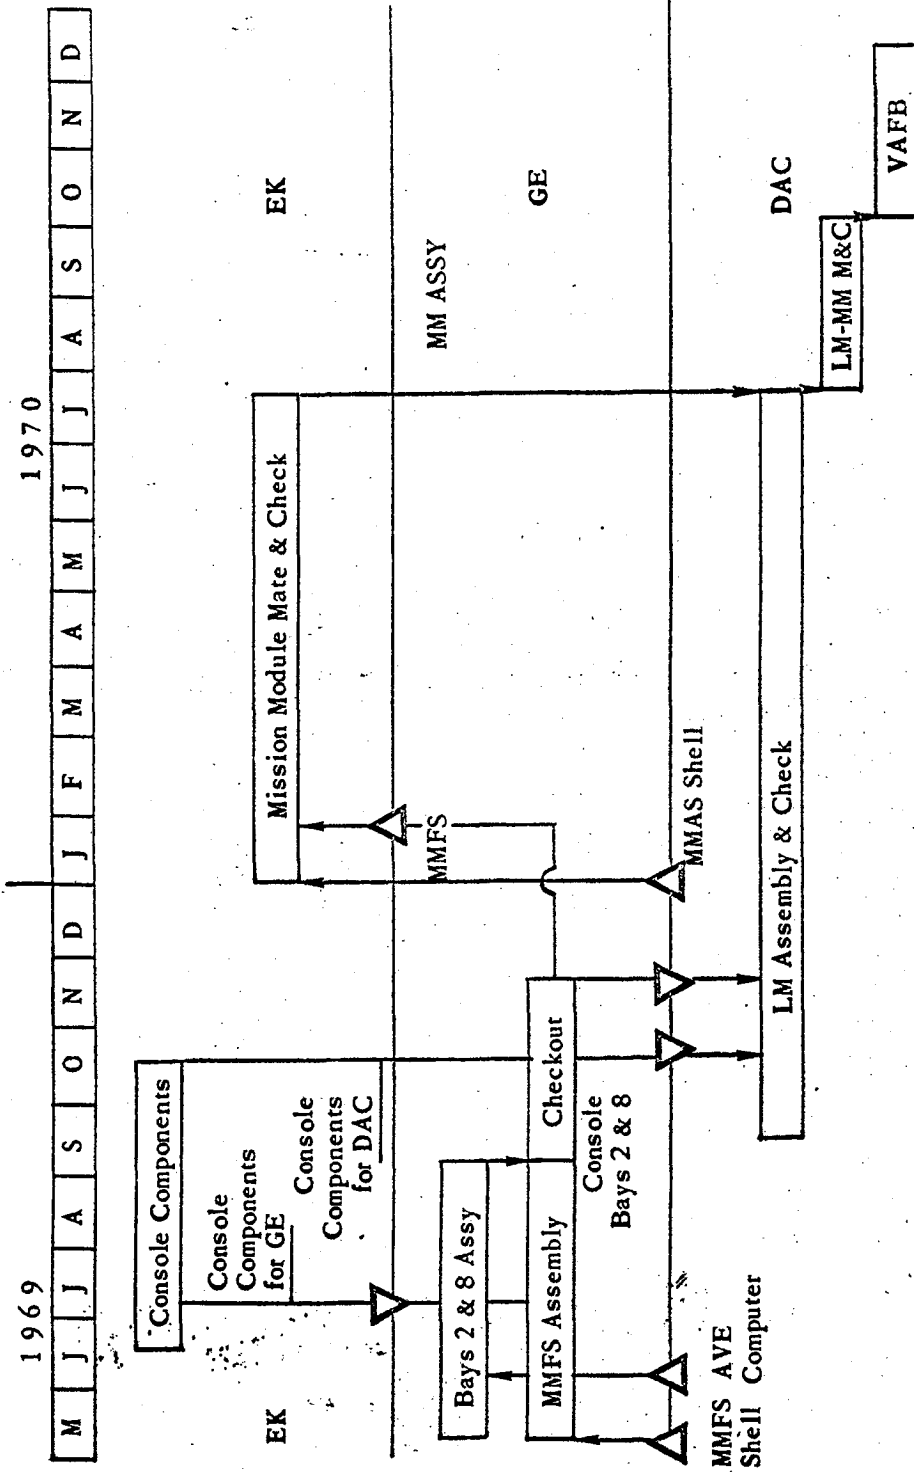 1969
1970
M J J A S O N D J F M A M J J A S O N D
EK
EK
Console Components
Console
Components
for GE
Console
Components
for DAC
Mission Module Mate & Check
MM ASSY
GE
Bays 2 & 8 Assy
MMFS
MMFS Assembly
Checkout
Console
Bays 2 & 8
MMFS
Shell
AVE
Computer
MMAS Shell
DAC
LM Assembly & Check
LM-MM M&C
VAFB